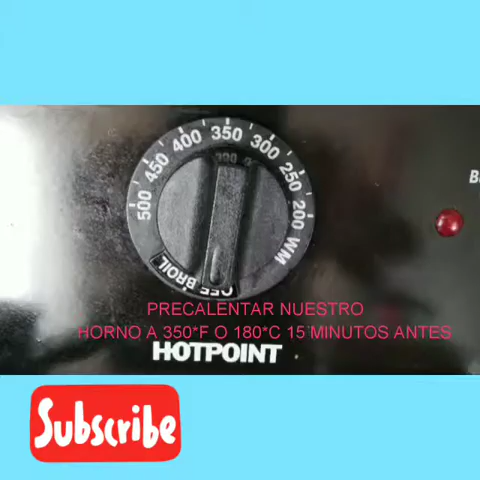 500 450 400 350 300 250 200 WM
OFF BROIL
PRECALENTAR NUESTRO
HORNO A 350*F O 180*C 15 MINUTOS ANTES
HOTPOINT
Subscribe